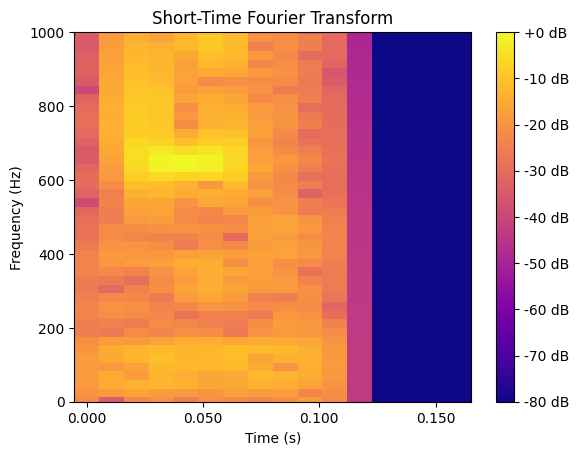 Short-Time Fourier Transform
1000
800
600
400
200
0
Frequency (Hz)
0.000
0.050
0.100
0.150
Time (s)
+0 dB
-10 dB
-20 dB
-30 dB
-40 dB
-50 dB
-60 dB
-70 dB
-80 dB